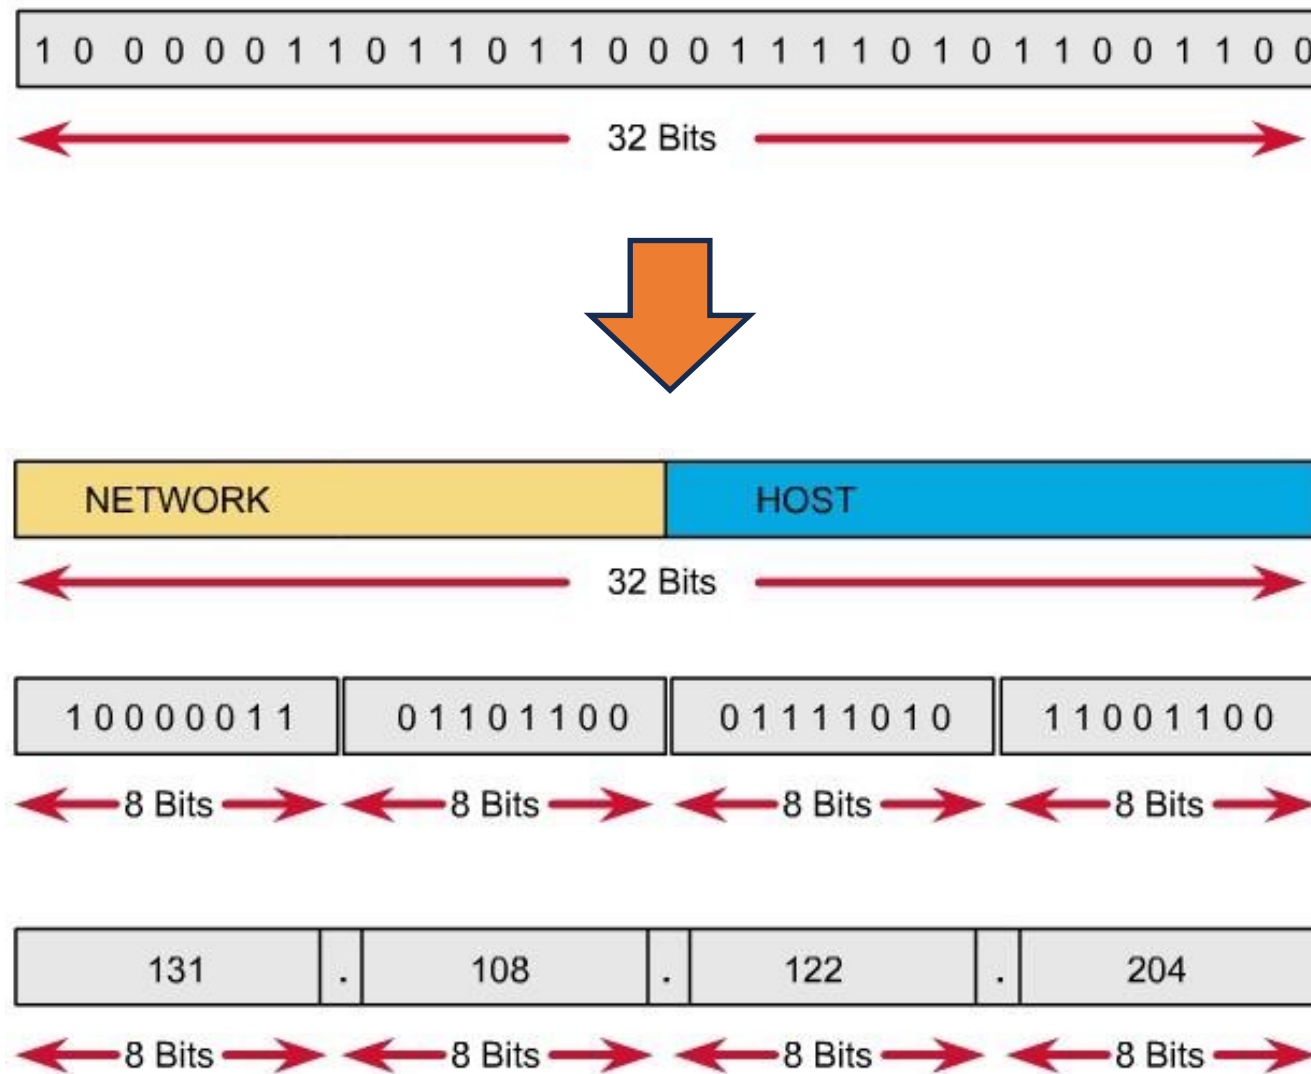 1 0 0 0 0 0 1 1 0 1 1 0 1 1 0 0 0 1 1 1 1 0 1 0 1 1 0 0 1 1 0 0
32 Bits
NETWORK HOST
32 Bits
1 0 0 0 0 0 1 1 0 1 1 0 1 1 0 0 0 1 1 1 1 0 1 0 1 1 0 0 1 1 0 0
8 Bits 8 Bits 8 Bits 8 Bits
131 . 108 . 122 . 204
8 Bits 8 Bits 8 Bits 8 Bits